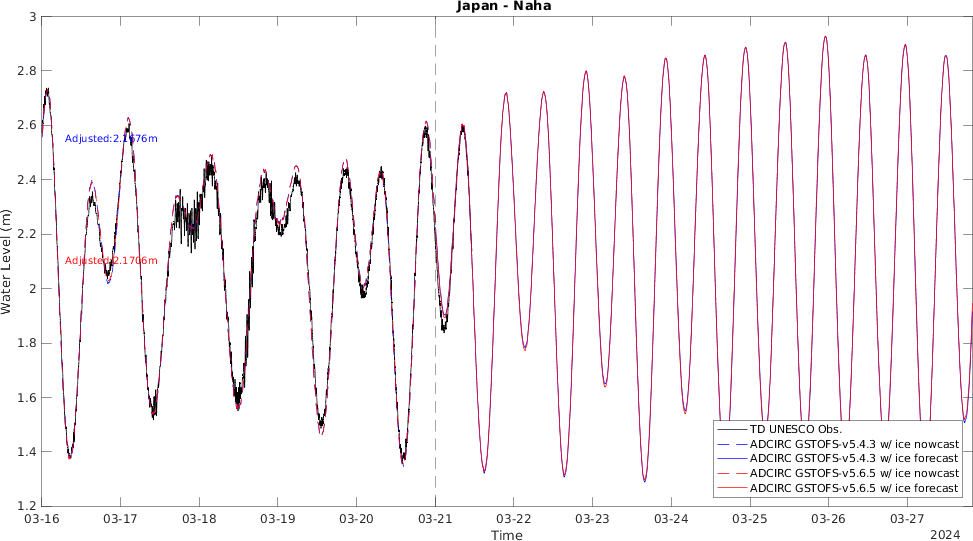 Japan - Naha
3
2.8
2.6
2.4
2.2
2
1.8
1.6
1.4
1.2
Water Level (m)
Adjusted:2.1676m
Adjusted:2.1706m
TD UNESCO Obs.
ADCIRC GSTOFS-v5.4.3 w/ ice nowcast
ADCIRC GSTOFS-v5.4.3 w/ ice forecast
ADCIRC GSTOFS-v5.6.5 w/ ice nowcast
ADCIRC GSTOFS-v5.6.5 w/ ice forecast
03-16 03-17 03-18 03-19 03-20 03-21 03-22 03-23 03-24 03-25 03-26 03-27
Time
2024